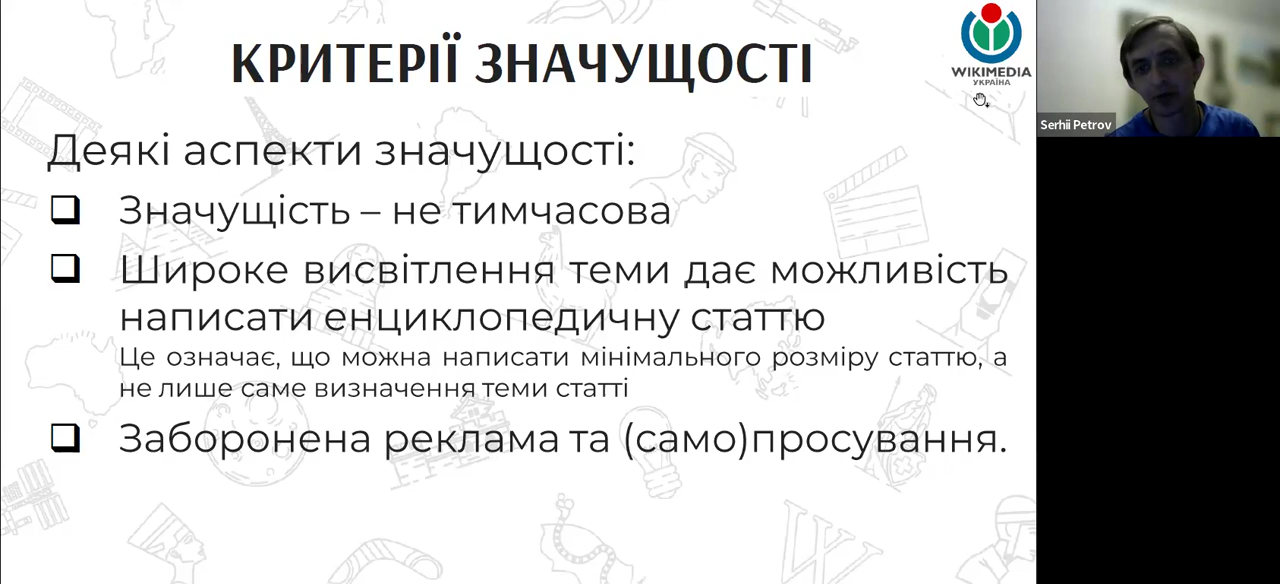 КРИТЕРІЇ ЗНАЧУЩОСТІ
WIKIMEDIA
УКРАЇНА
Serhii Petrov
Деякі аспекти значущості:
Значущість – не тимчасова
Широке висвітлення теми дає можливість
написати енциклопедичну статтю
Це означає, що можна написати мінімального розміру статтю, а
не лише саме визначення теми статті
Заборонена реклама та (само)просування.